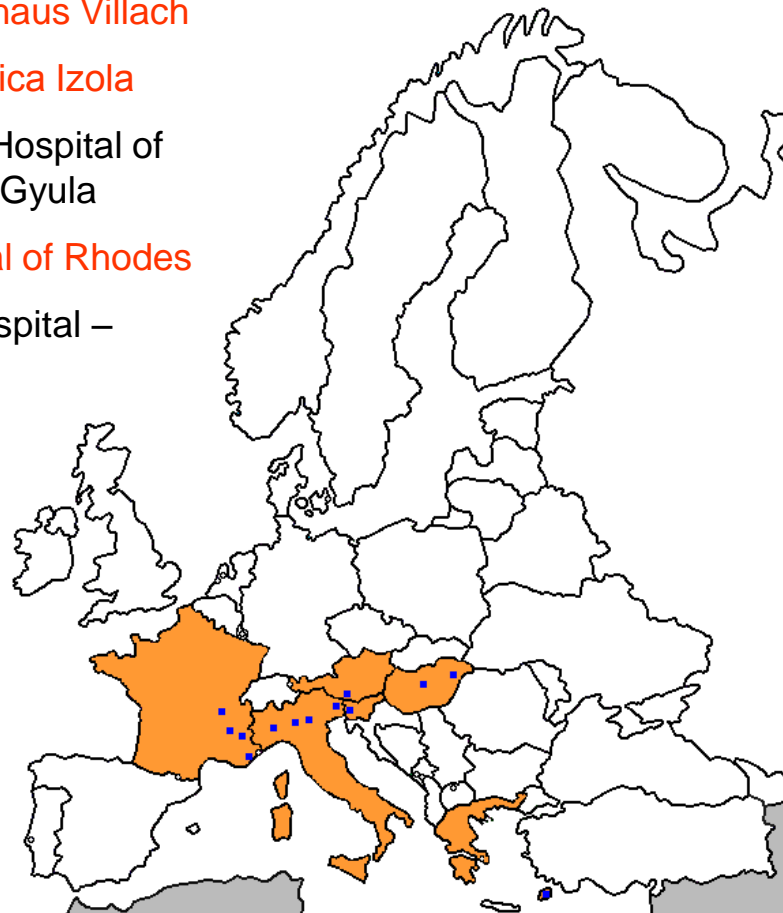 haus Villach
ica Izola
Hospital of
Gyula
al of Rhodes
spital –